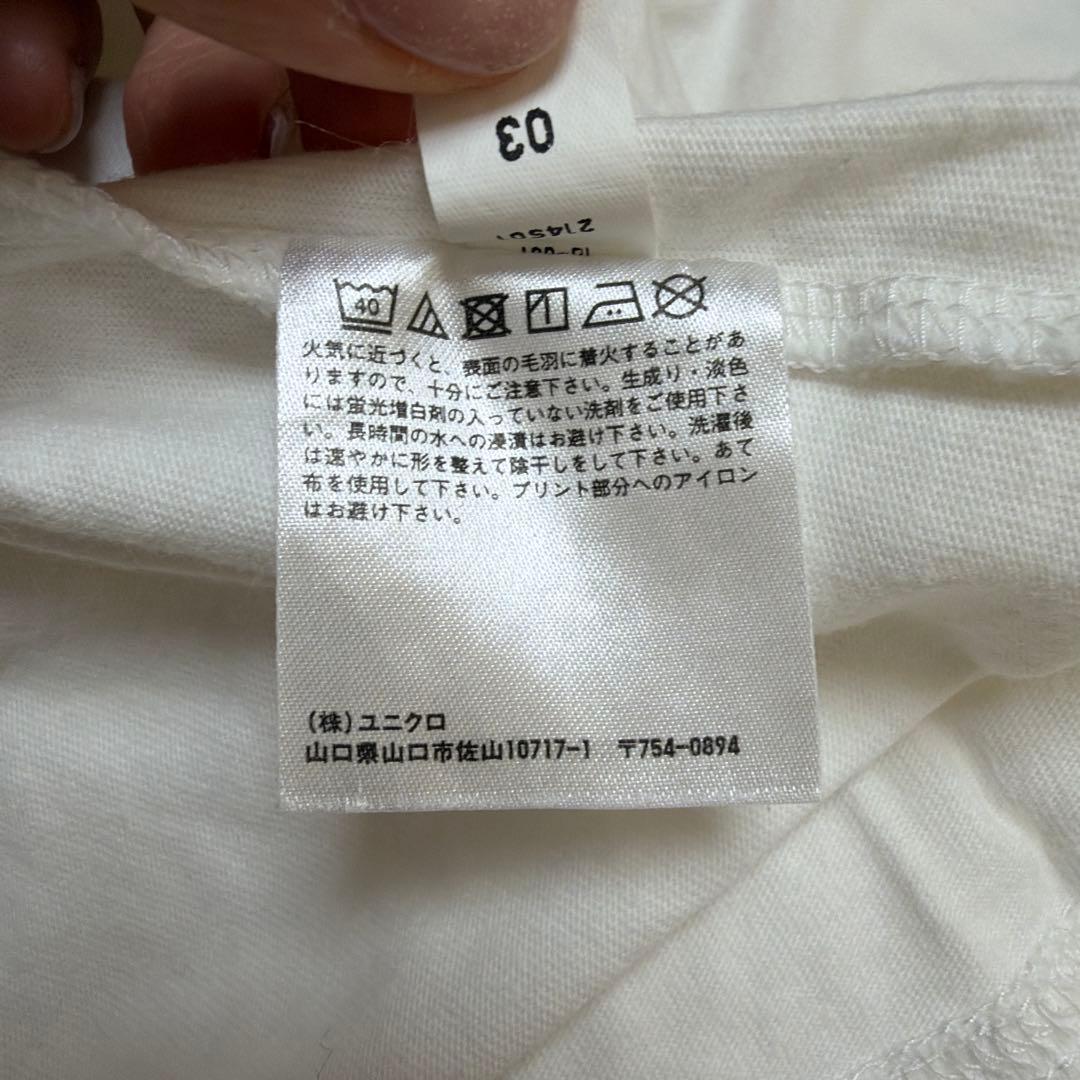 03
40
火気に近づくと、表面の毛羽に着火することがあ
りますので、十分にご注意下さい。生成り・淡色
には蛍光増白剤の入っていない洗剤をご使用下さ
い。長時間の水への浸漬はお避け下さい。洗濯後
は速やかに形を整えて陰干しをして下さい。あて
布を使用して下さい。プリント部分へのアイロン
はお避け下さい。
(株)ユニクロ
山口県山口市佐山10717-1 〒754-0894